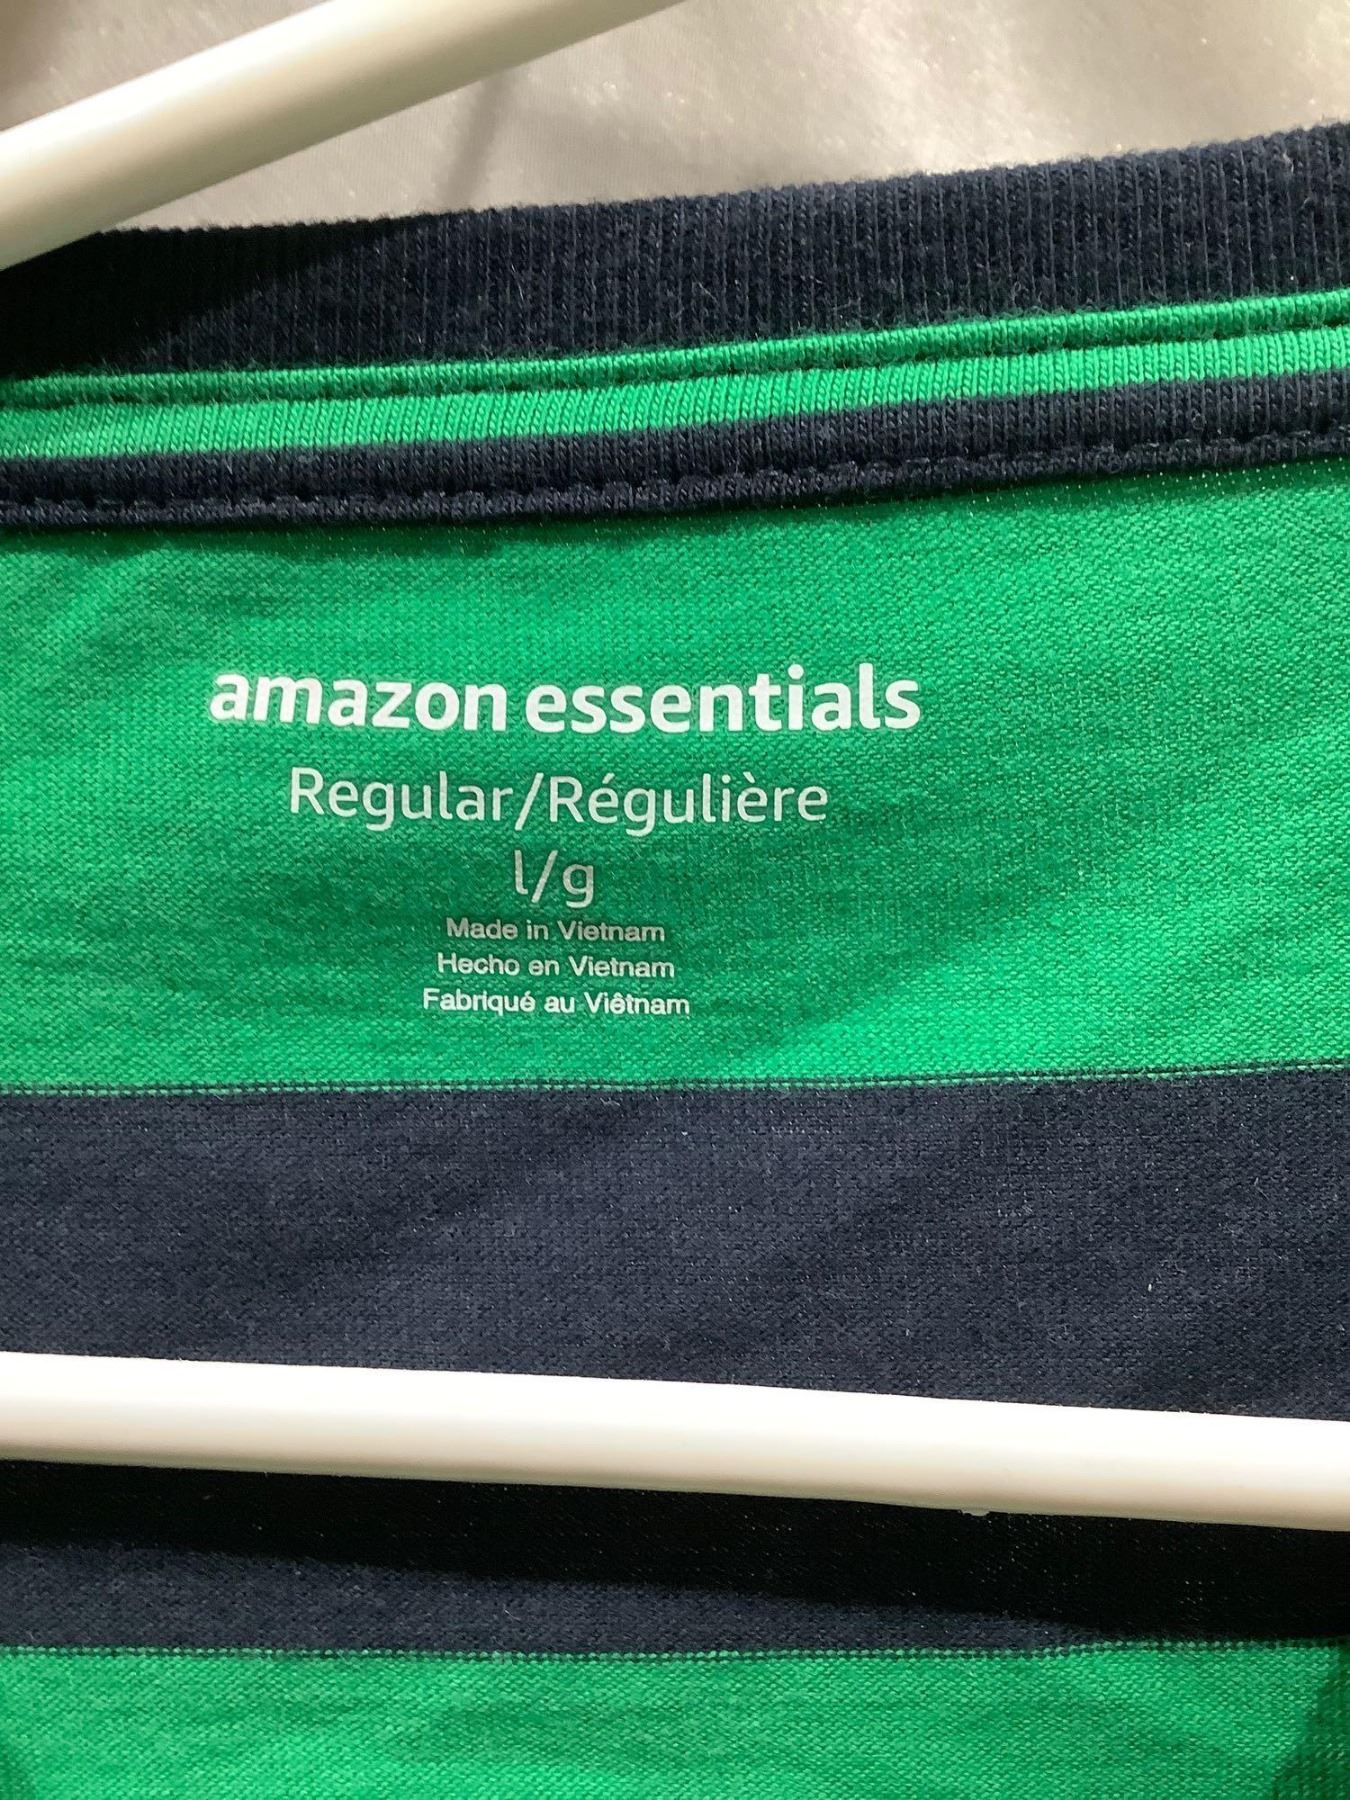 amazon essentials
Regular/Régulière
l/g
Made in Vietnam
Hecho en Vietnam
Fabriqué au Viêtnam